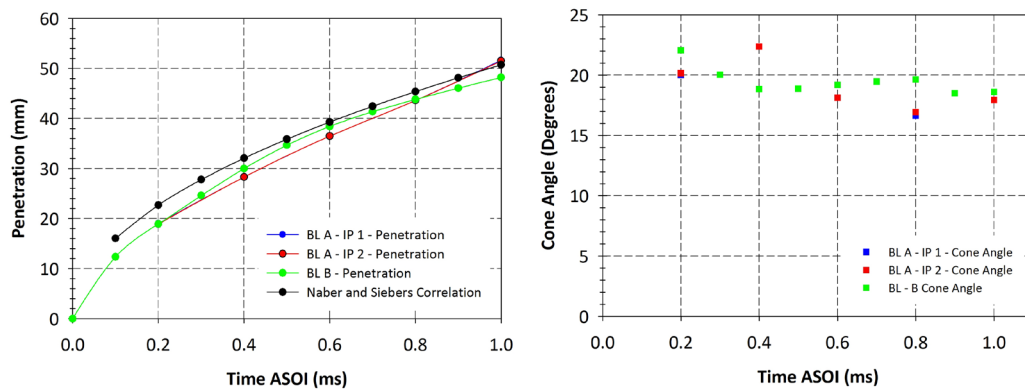 60
50
40
30
20
10
0
Penetration (mm)
BL A - IP 1 - Penetration
BL A - IP 2 - Penetration
BL B - Penetration
Naber and Siebers Correlation
0.0 0.2 0.4 0.6 0.8 1.0
Time ASOI (ms)
25
20
15
10
5
0
Cone Angle (Degrees)
BL A - IP 1 - Cone Angle
BL A - IP 2 - Cone Angle
BL - B Cone Angle
0.0 0.2 0.4 0.6 0.8 1.0
Time ASOI (ms)